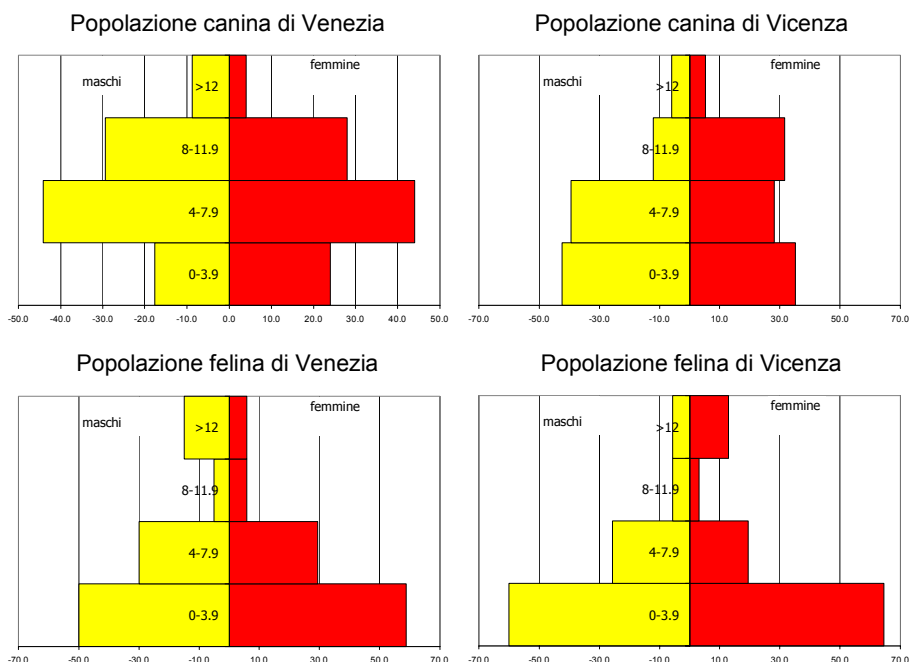 Popolazione canina di Venezia
maschi
femmine
>12
8-11.9
4-7.9
0-3.9
-50.0 -40.0 -30.0 -20.0 -10.0 0.0 10.0 20.0 30.0 40.0 50.0
Popolazione canina di Vicenza
maschi
femmine
>12
8-11.9
4-7.9
0-3.9
-70.0 -50.0 -30.0 -10.0 10.0 30.0 50.0 70.0
Popolazione felina di Venezia
maschi
femmine
>12
8-11.9
4-7.9
0-3.9
-70.0 -50.0 -30.0 -10.0 10.0 30.0 50.0 70.0
Popolazione felina di Vicenza
maschi
femmine
>12
8-11.9
4-7.9
0-3.9
-70.0 -50.0 -30.0 -10.0 10.0 30.0 50.0 70.0